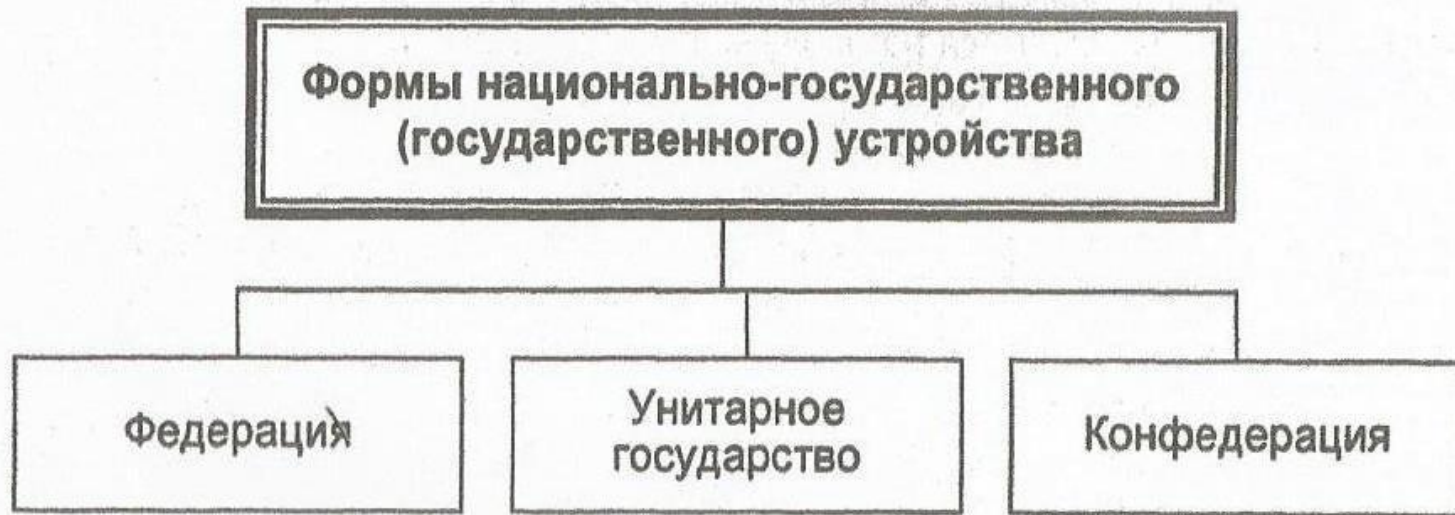 Формы национально-государственного
(государственного) устройства
Федерация
Унитарное
государство
Конфедерация